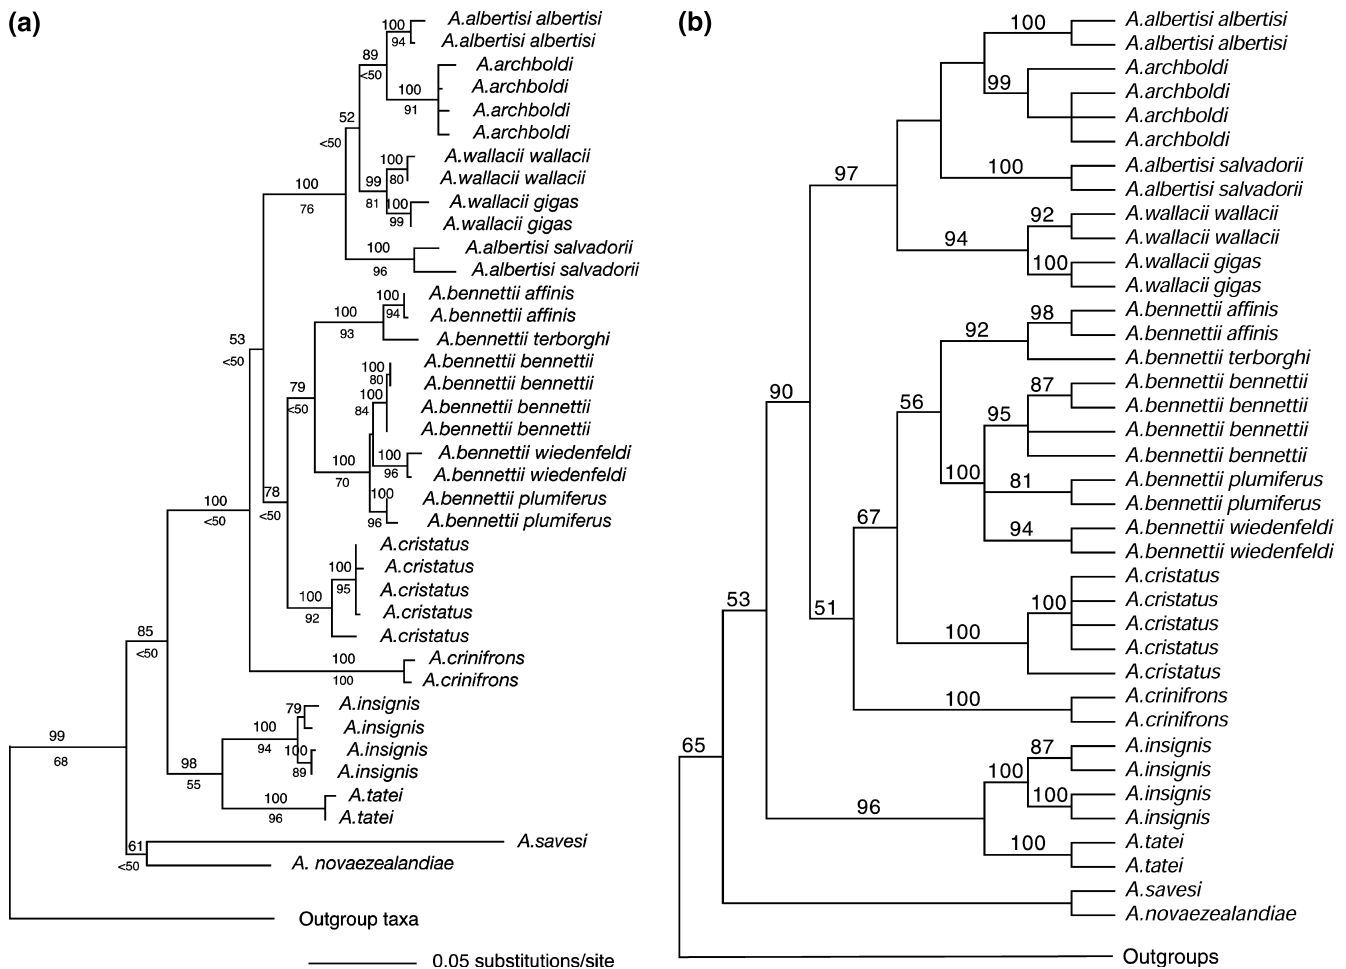 (a)
100
A.albertisi albertisi
94
A.albertisi albertisi
89
<50
A.archboldi
100
A.archboldi
91
A.archboldi
A.archboldi
52
<50
100
A.wallacii wallacii
80
A.wallacii wallacii
99
81
100
A.wallacii gigas
99
A.wallacii gigas
100
76
100
A.albertisi salvadorii
96
A.albertisi salvadorii
100
A.bennettii affinis
94
A.bennettii affinis
100
93
A.bennettii terborghi
53
<50
100
A.bennettii bennettii
80
A.bennettii bennettii
79
<50
100
84
A.bennettii bennettii
A.bennettii bennettii
100
70
100
A.bennettii wiedenfeldi
96
A.bennettii wiedenfeldi
100
A.bennettii plumiferus
96
A.bennettii plumiferus
78
<50
100
<50
A.cristatus
100
A.cristatus
95
A.cristatus
100
92
A.cristatus
A.cristatus
85
<50
100
A.crinifrons
100
A.crinifrons
79
A.insignis
100
94
A.insignis
100
A.insignis
89
A.insignis
98
55
100
A.tatei
96
A.tatei
99
68
61
<50
A.savesi
A. novaezealandiae
Outgroup taxa
0.05 substitutions/site
(b)
100
A.albertisi albertisi
A.albertisi albertisi
99
A.archboldi
A.archboldi
A.archboldi
A.archboldi
97
100
A.albertisi salvadorii
A.albertisi salvadorii
92
A.wallacii wallacii
A.wallacii wallacii
94
100
A.wallacii gigas
A.wallacii gigas
98
A.bennettii affinis
A.bennettii affinis
92
A.bennettii terborghi
90
87
A.bennettii bennettii
A.bennettii bennettii
56
95
A.bennettii bennettii
A.bennettii bennettii
100
81
A.bennettii plumiferus
A.bennettii plumiferus
67
94
A.bennettii wiedenfeldi
A.bennettii wiedenfeldi
53
51
A.cristatus
100
A.cristatus
A.cristatus
100
A.cristatus
A.cristatus
100
A.crinifrons
A.crinifrons
65
87
A.insignis
100
A.insignis
100
A.insignis
96
A.insignis
100
A.tatei
A.tatei
A.savesi
A.novaezealandiae
Outgroups